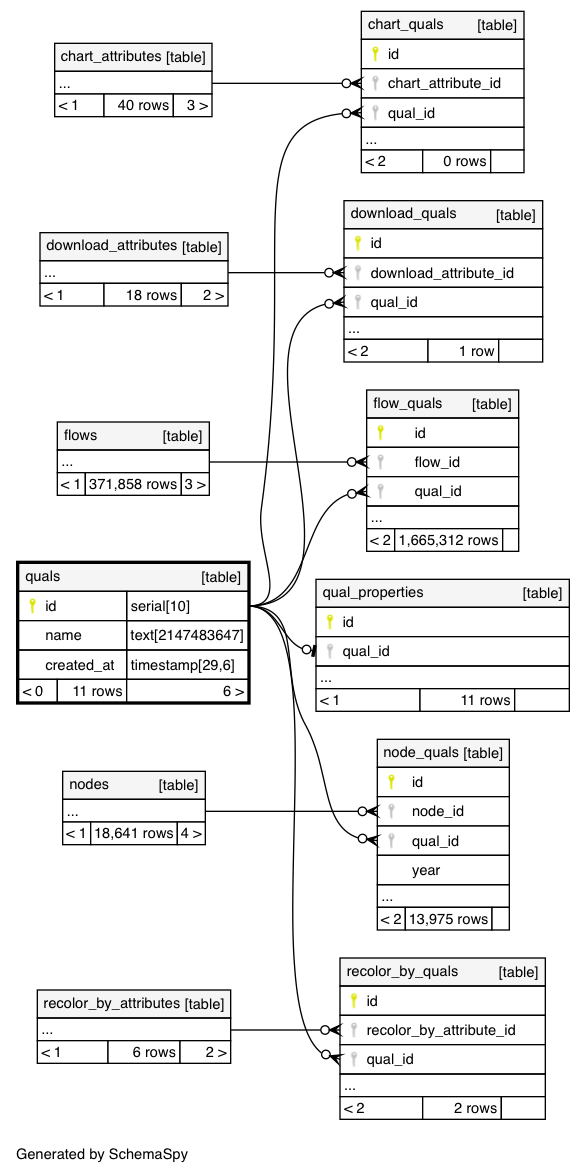 chart_quals [table]
id
chart_attribute_id
qual_id
...
< 2 0 rows
chart_attributes [table]
...
< 1 40 rows 3 >
download_quals [table]
id
download_attribute_id
qual_id
...
< 2 1 row
download_attributes [table]
...
< 1 18 rows 2 >
flow_quals [table]
id
flow_id
qual_id
...
< 2 1,665,312 rows
flows [table]
...
< 1 371,858 rows 3 >
quals [table]
id serial[10]
name text[2147483647]
created_at timestamp[29,6]
< 0 11 rows 6 >
qual_properties [table]
id
qual_id
...
< 1 11 rows
node_quals [table]
id
node_id
qual_id
year
...
< 2 13,975 rows
nodes [table]
...
< 1 18,641 rows 4 >
recolor_by_quals [table]
id
recolor_by_attribute_id
qual_id
...
< 2 2 rows
recolor_by_attributes [table]
...
< 1 6 rows 2 >
Generated by SchemaSpy